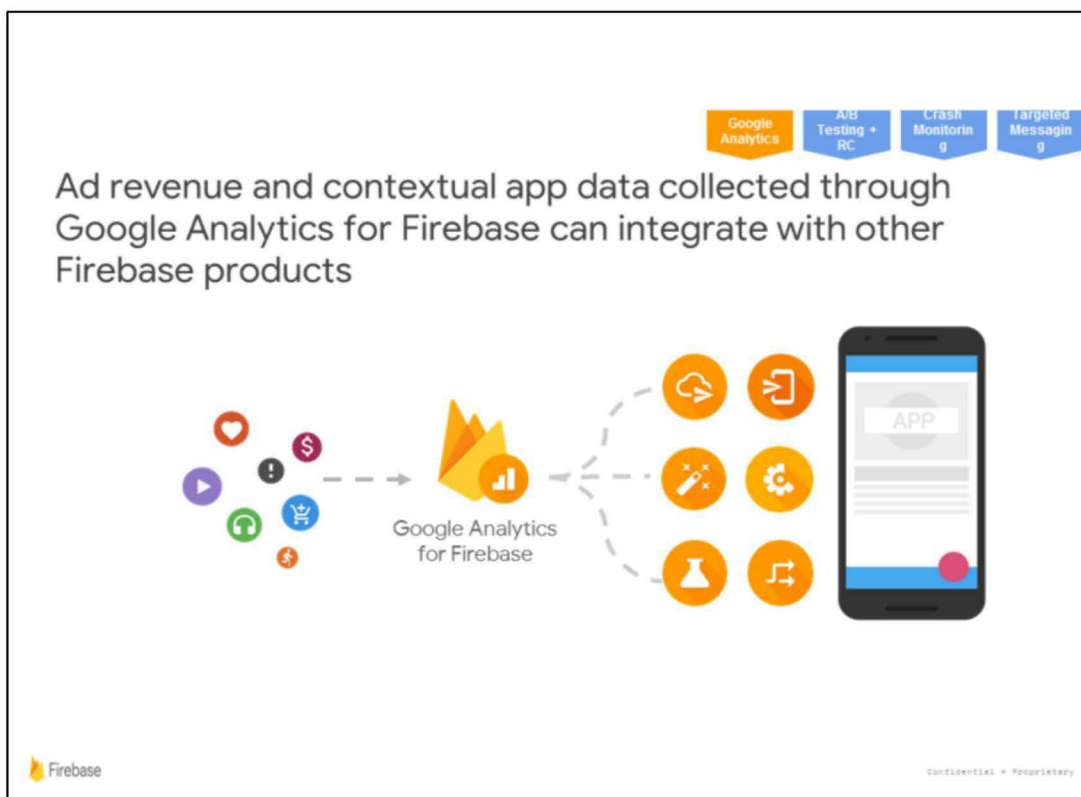 Google
Analytics
A/B
Testing +
RC
Crash
Monitorin
g
Targeted
Messagin
g
Ad revenue and contextual app data collected through
Google Analytics for Firebase can integrate with other
Firebase products
$
!
APP
Google Analytics
for Firebase
Firebase
Confidential + Proprietary